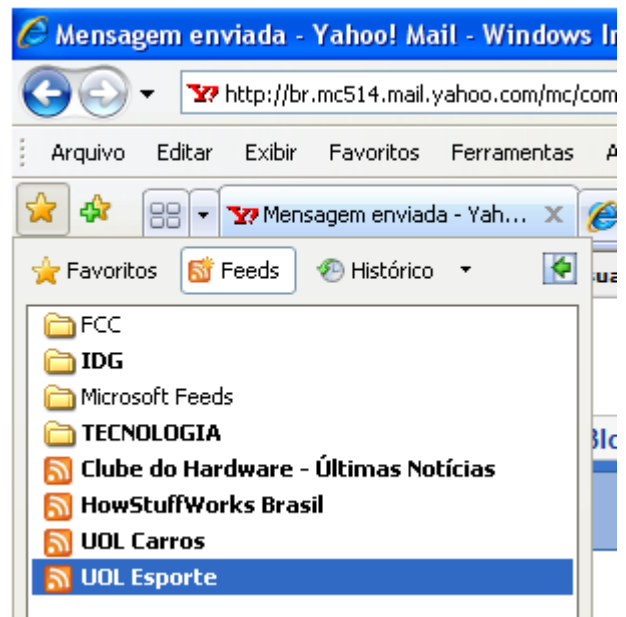 Mensagem enviada - Yahoo! Mail - Windows
http://br.mc514.mail.yahoo.com/mc/com
Arquivo Editar Exibir Favoritos Ferramentas
Mensagem enviada - Yah... X
Favoritos Feeds Histórico
FCC
IDG
Microsoft Feeds
TECNOLOGIA
Clube do Hardware - Últimas Notícias
HowStuffWorks Brasil
UOL Carros
UOL Esporte